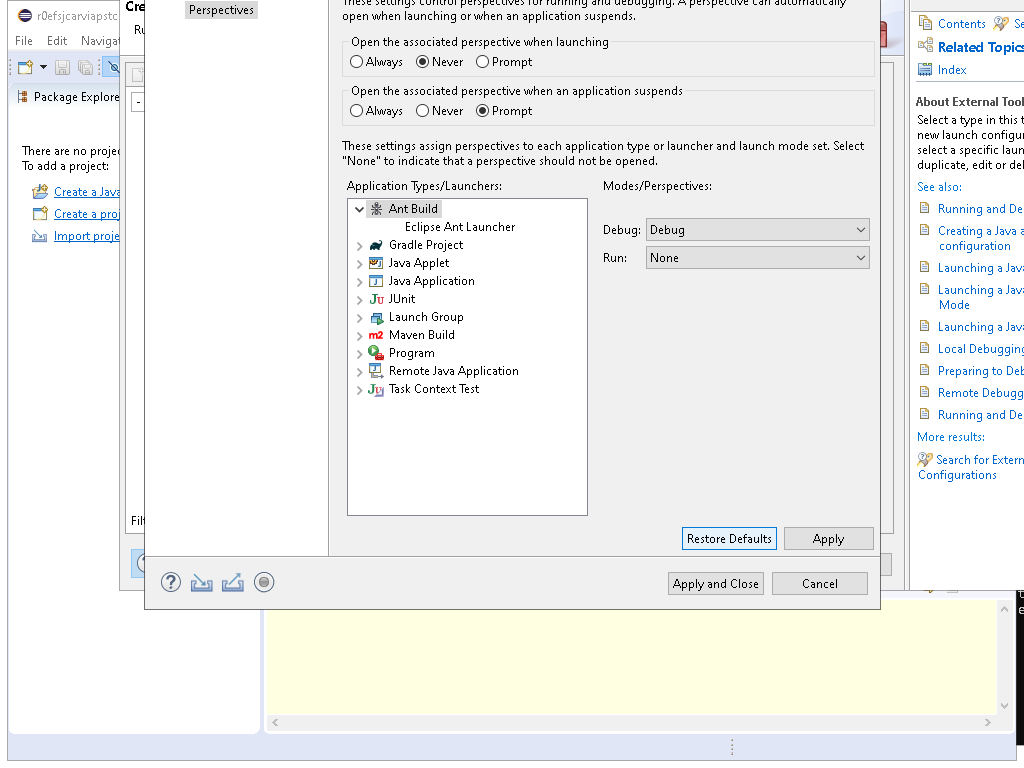 r0efsjcarviapstc
File Edit Naviga
Package Explore
There are no projec
To add a project:
Create a Java
Create a proj
Import proje
Cre
Ru
Filt
Perspectives
These settings control perspectives for running and debugging. A perspective can automatically
open when launching or when an application suspends.
Open the associated perspective when launching
Always Never Prompt
Open the associated perspective when an application suspends
Always Never Prompt
These settings assign perspectives to each application type or launcher and launch mode set. Select
"None" to indicate that a perspective should not be opened.
Application Types/Launchers:
Ant Build
Eclipse Ant Launcher
Gradle Project
Java Applet
Java Application
JUnit
Launch Group
m2 Maven Build
Program
Remote Java Application
Task Context Test
Modes/Perspectives:
Debug: Debug
Run: None
Restore Defaults Apply
Apply and Close Cancel
Contents Se
Related Topics
Index
About External Tool
Select a type in this t
new launch configur
select a specific laun
duplicate, edit or del
See also:
Running and De
Creating a Java a
configuration
Launching a Java
Launching a Java
Mode
Launching a Java
Local Debugging
Preparing to Deb
Remote Debugg
Running and De
More results:
Search for Extern
Configurations